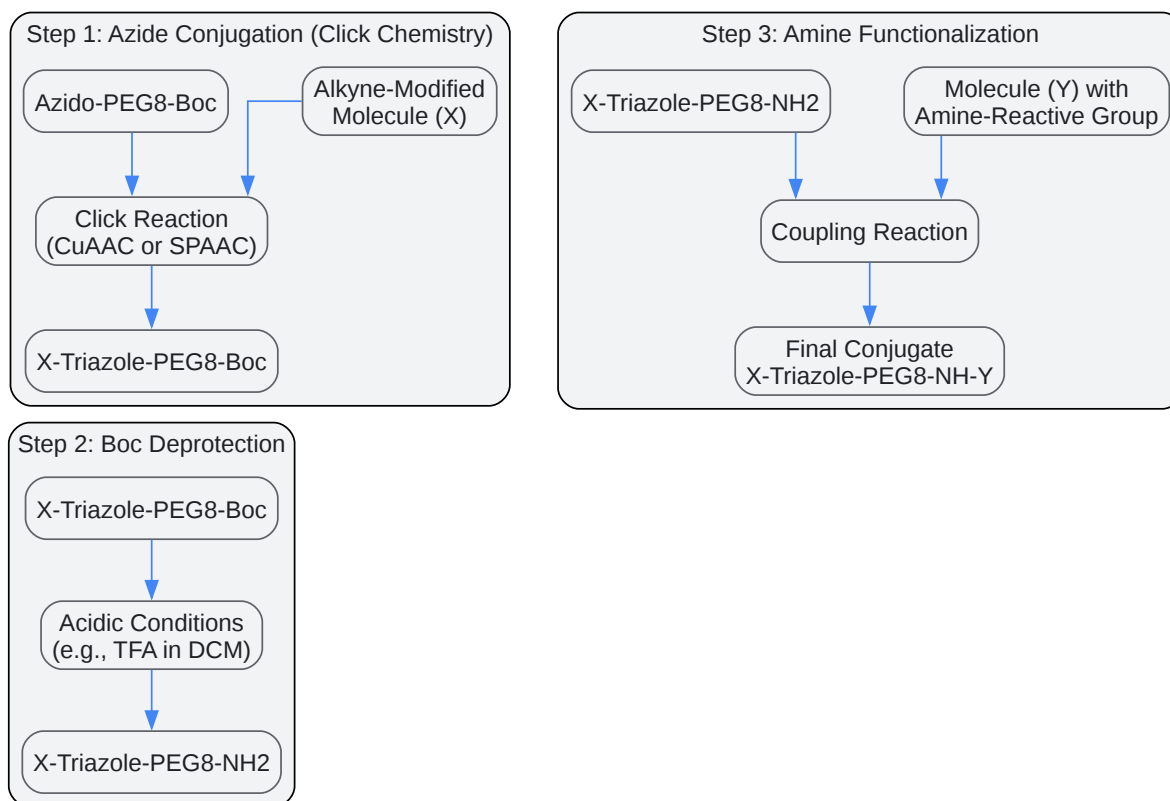 Step 1: Azide Conjugation (Click Chemistry)
Azido-PEG8-Boc
Alkyne-Modified
Molecule (X)
Click Reaction
(CuAAC or SPAAC)
X-Triazole-PEG8-Boc
Step 2: Boc Deprotection
X-Triazole-PEG8-Boc
Acidic Conditions
(e.g., TFA in DCM)
X-Triazole-PEG8-NH2
Step 3: Amine Functionalization
X-Triazole-PEG8-NH2
Molecule (Y) with
Amine-Reactive Group
Coupling Reaction
Final Conjugate
X-Triazole-PEG8-NH-Y